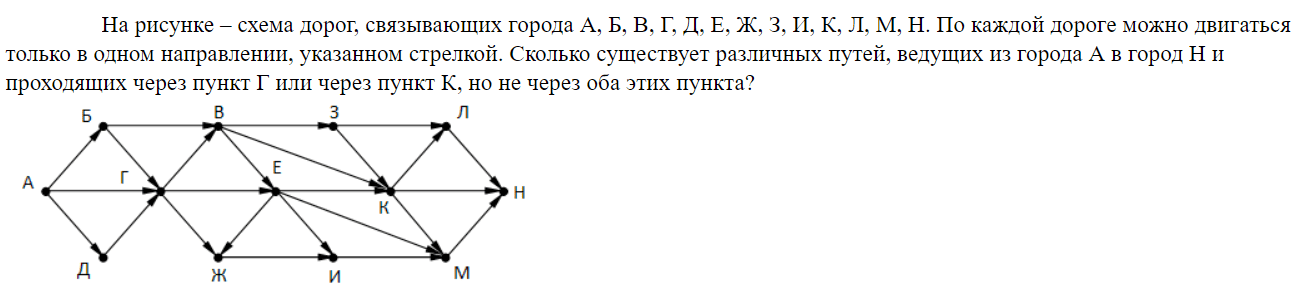 На рисунке – схема дорог, связывающих города А, Б, В, Г, Д, Е, Ж, З, И, К, Л, М, Н. По каждой дороге можно двигаться
только в одном направлении, указанном стрелкой. Сколько существует различных путей, ведущих из города А в город Н и
проходящих через пункт Г или через пункт К, но не через оба этих пункта?
Б В З Л
А Г Е К Н
Д Ж И М